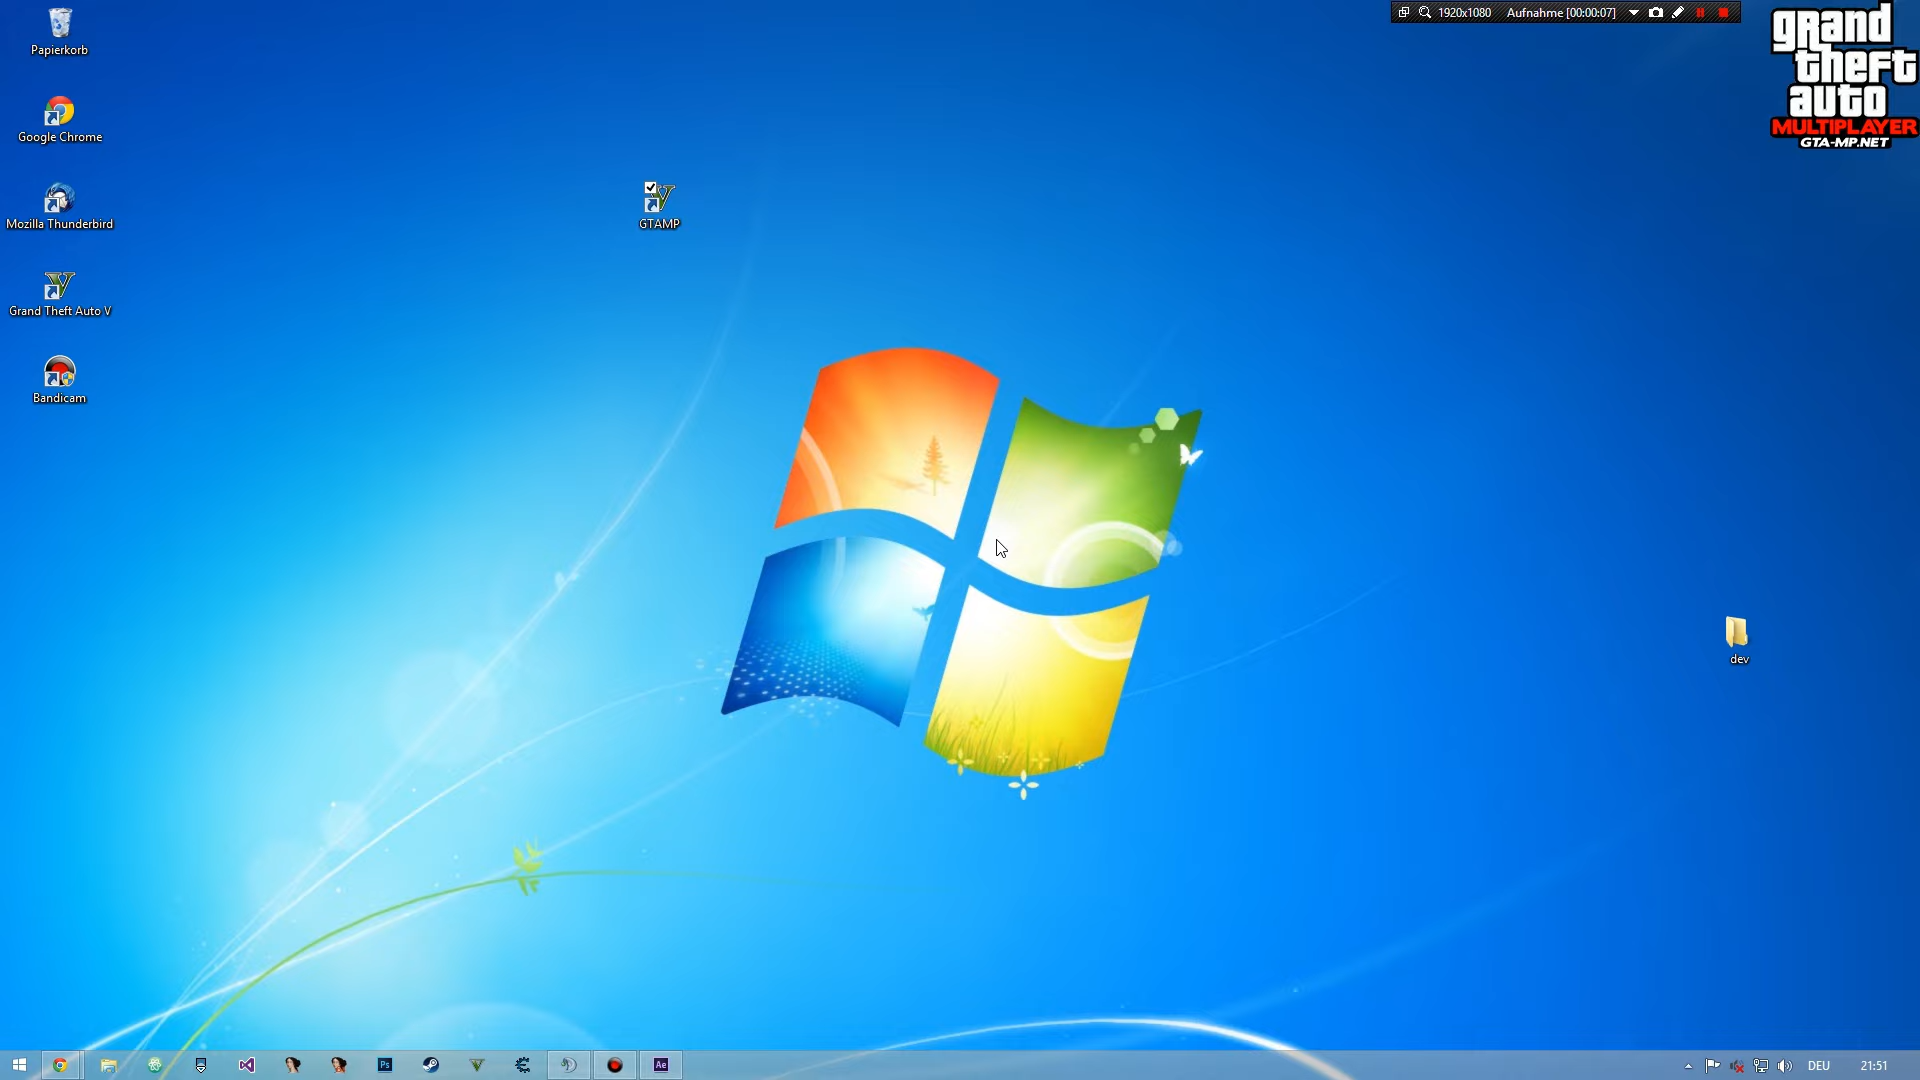 Papierkorb
Google Chrome
Mozilla Thunderbird
Grand Theft Auto V
Bandicam
GTAMP
1920x1080 Aufnahme [00:00:07]
grand
theft
auto
MULTIPLAYER
GTA-MP.NET
dev
Ps
Ae
DEU
21:51